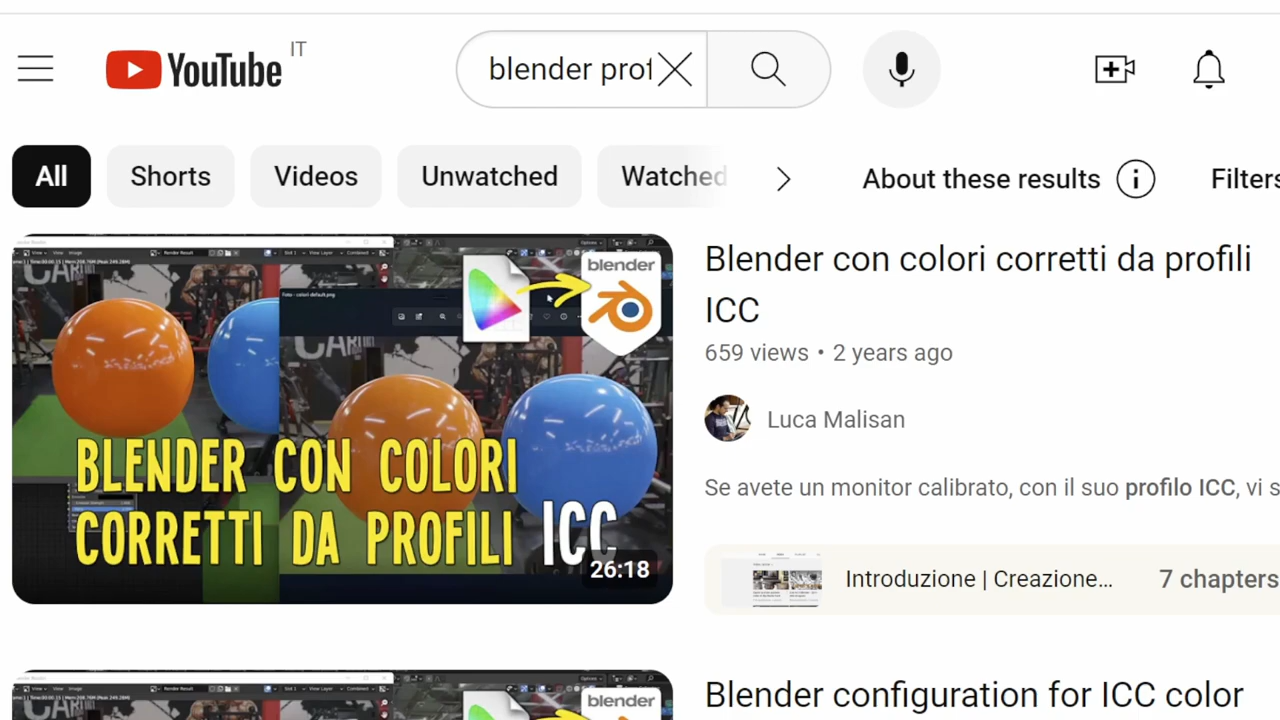 YouTube IT
blender prof
All
Shorts
Videos
Unwatched
Watched
About these results
Filters
blender
BLENDER CON COLORI
CORRETTI DA PROFILI ICC
26:18
Blender con colori corretti da profili
ICC
659 views • 2 years ago
Luca Malisan
Se avete un monitor calibrato, con il suo profilo ICC, vi s
Introduzione | Creazione...
7 chapters
blender
Blender configuration for ICC color